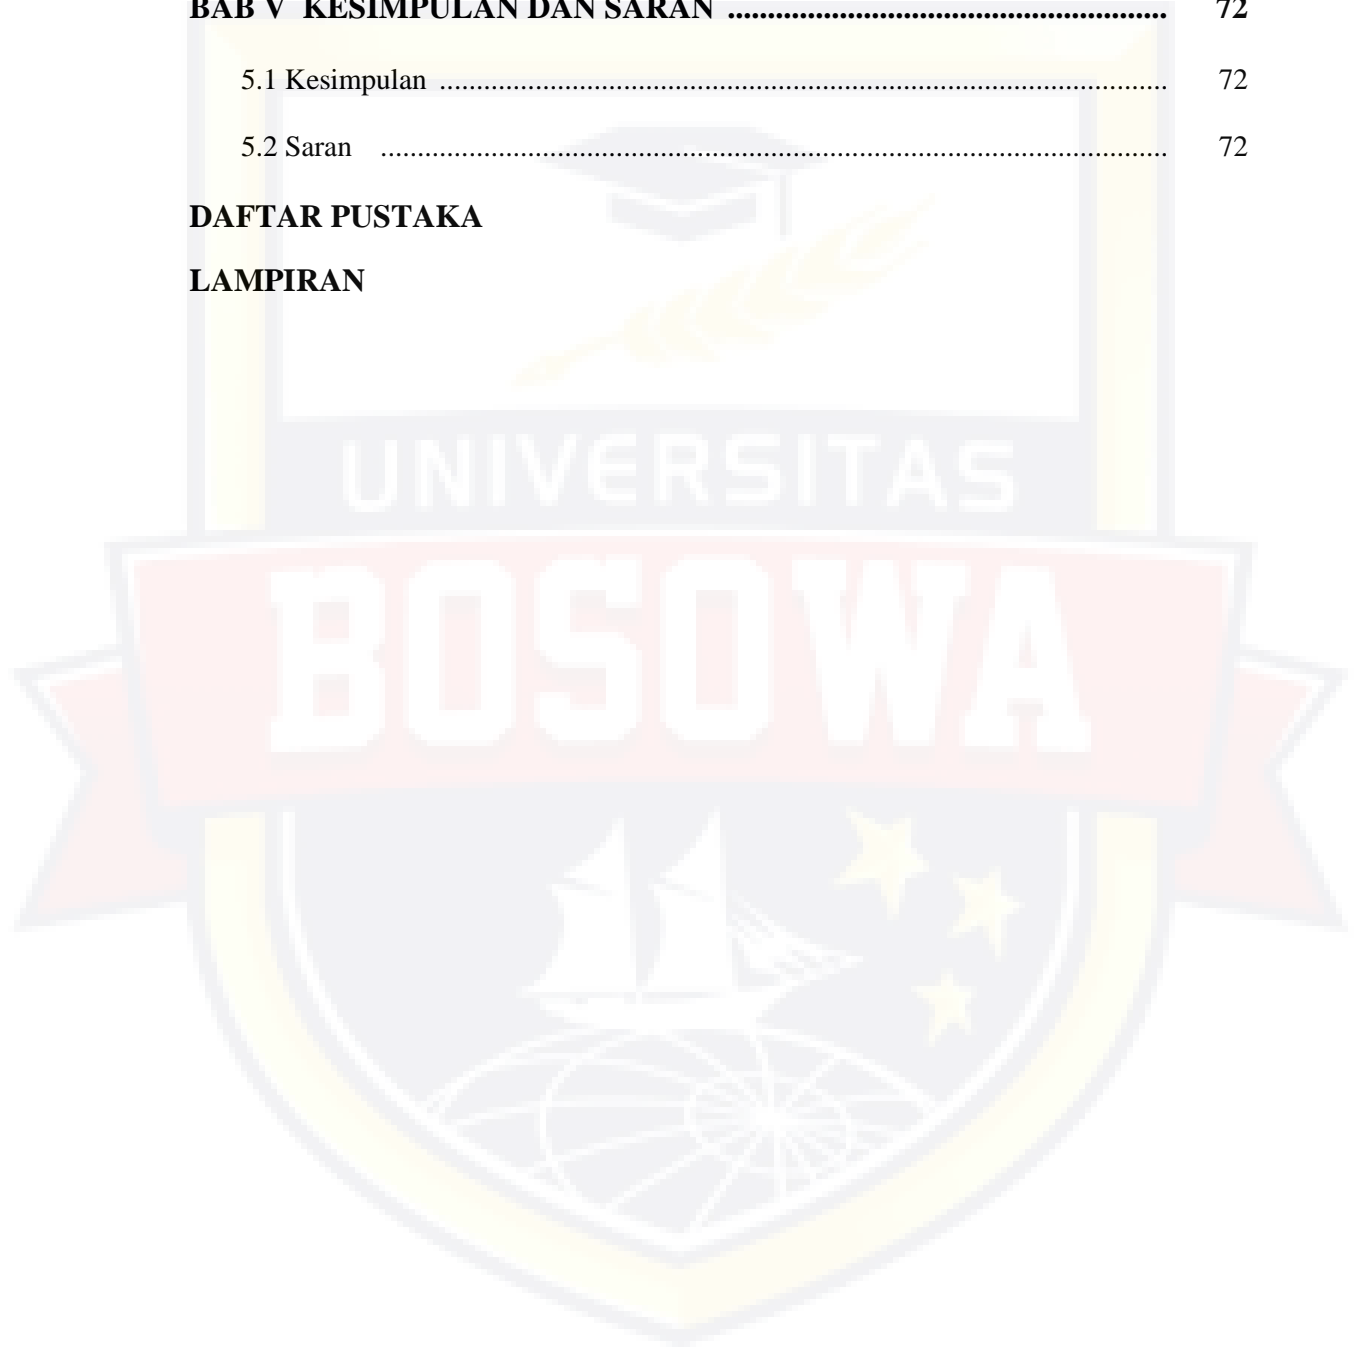 BAB V KESIMPULAN DAN SARAN ........................................................ 72
5.1 Kesimpulan .................................................................................................. 72
5.2 Saran .......................................................................................................... 72
DAFTAR PUSTAKA
LAMPIRAN
UNIVERSITAS
BOSOWA